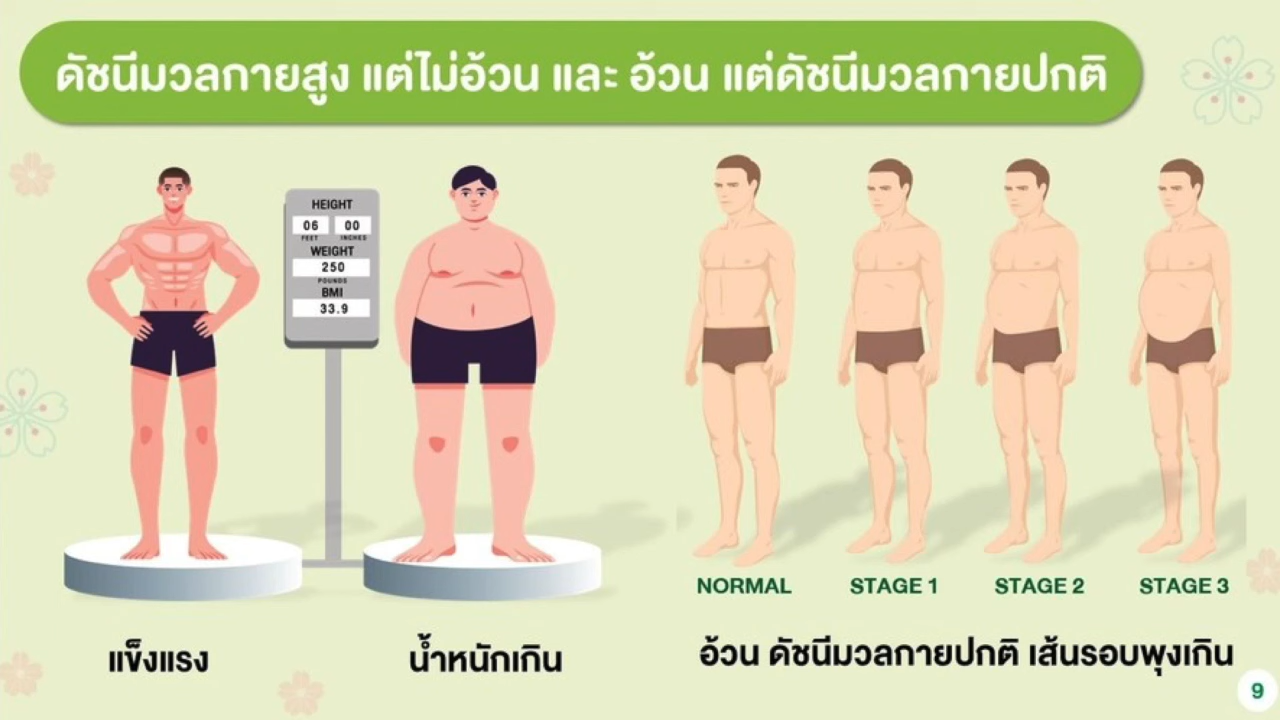 ดัชนีมวลกายสูง แต่ไม่อ้วน และ อ้วน แต่ดัชนีมวลกายปกติ
HEIGHT
06 00
FEET INCHES
WEIGHT
250
POUNDS
BMI
33.9
NORMAL STAGE 1 STAGE 2 STAGE 3
แข็งแรง น้ำหนักเกิน อ้วน ดัชนีมวลกายปกติ เส้นรอบพุงเกิน
9